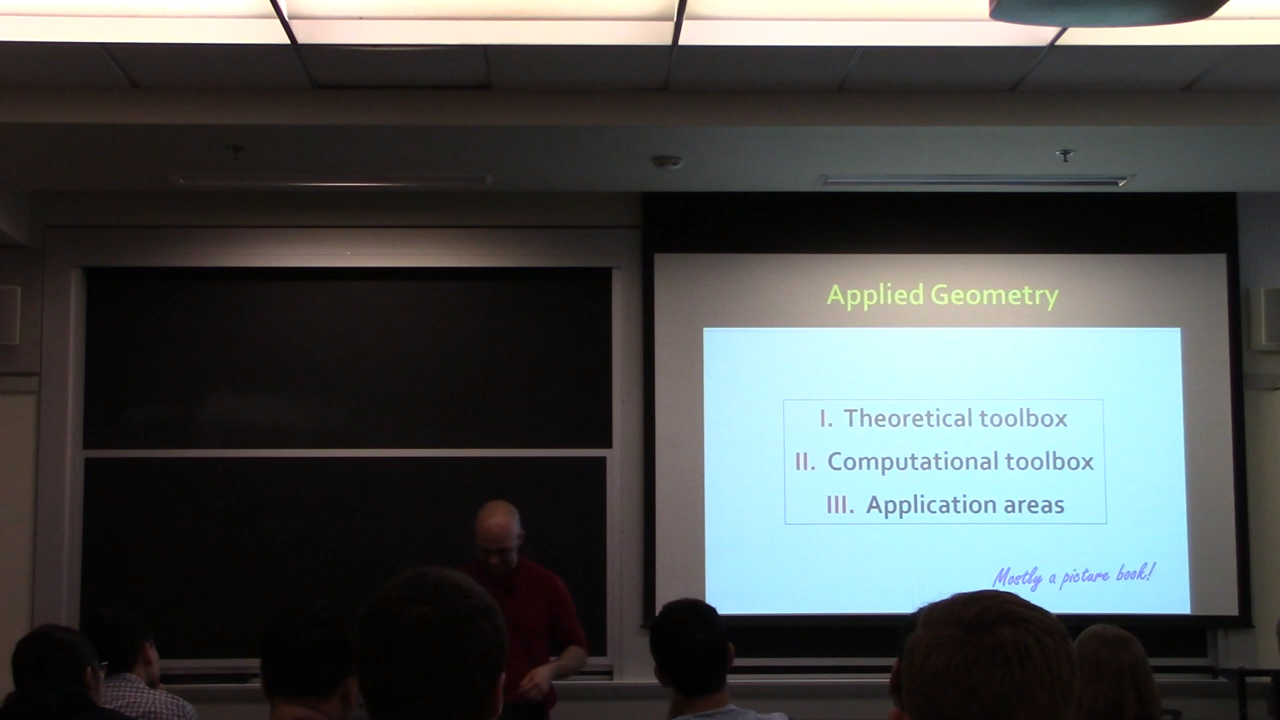 Applied Geometry
I. Theoretical toolbox
II. Computational toolbox
III. Application areas
Mostly a picture book!